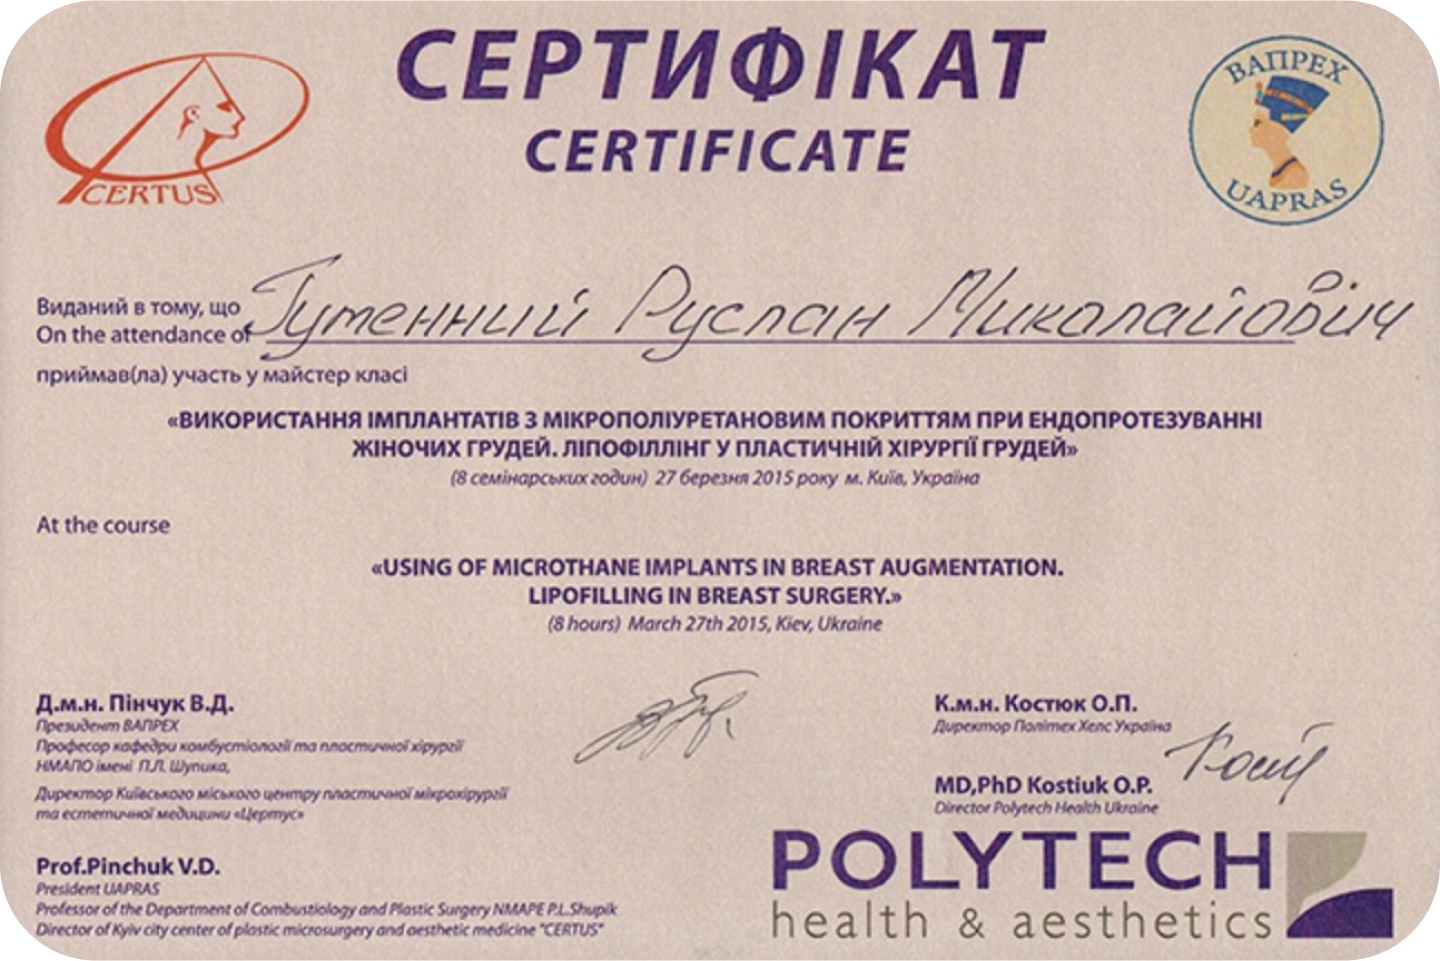 СЕРТИФІКАТ
CERTIFICATE
CERTUS
ВАПРЕХ
UAPRAS
Виданий в тому, що
On the attendance of Гутенний Руслан Миколайович
приймав(ла) участь у майстер класі
«ВИКОРИСТАННЯ ІМПЛАНТАТІВ З МІКРОПОЛІУРЕТАНОВИМ ПОКРИТТЯМ ПРИ ЕНДОПРОТЕЗУВАННІ
ЖІНОЧИХ ГРУДЕЙ. ЛІПОФІЛЛІНГ У ПЛАСТИЧНІЙ ХІРУРГІЇ ГРУДЕЙ»
(8 семінарських годин) 27 березня 2015 року м. Київ, Україна
At the course
«USING OF MICROTHANE IMPLANTS IN BREAST AUGMENTATION.
LIPOFILLING IN BREAST SURGERY.»
(8 hours) March 27th 2015, Kiev, Ukraine
Д.м.н. Пінчук В.Д.
Президент ВАПРЕХ
Професор кафедри комбустіології та пластичної хірургії
НМАПО імені П.Л. Шупика,
Директор Київського міського центру пластичної мікрохірургії
та естетичної медицини «Цертус»
Prof.Pinchuk V.D.
President UAPRAS
Professor of the Department of Combustiology and Plastic Surgery NMAPE P.L.Shupik
Director of Kyiv city center of plastic microsurgery and aesthetic medicine "CERTUS"
К.м.н. Костюк О.П.
Директор Політех Хелс Україна
MD,PhD Kostiuk O.P.
Director Polytech Health Ukraine
POLYTECH
health & aesthetics